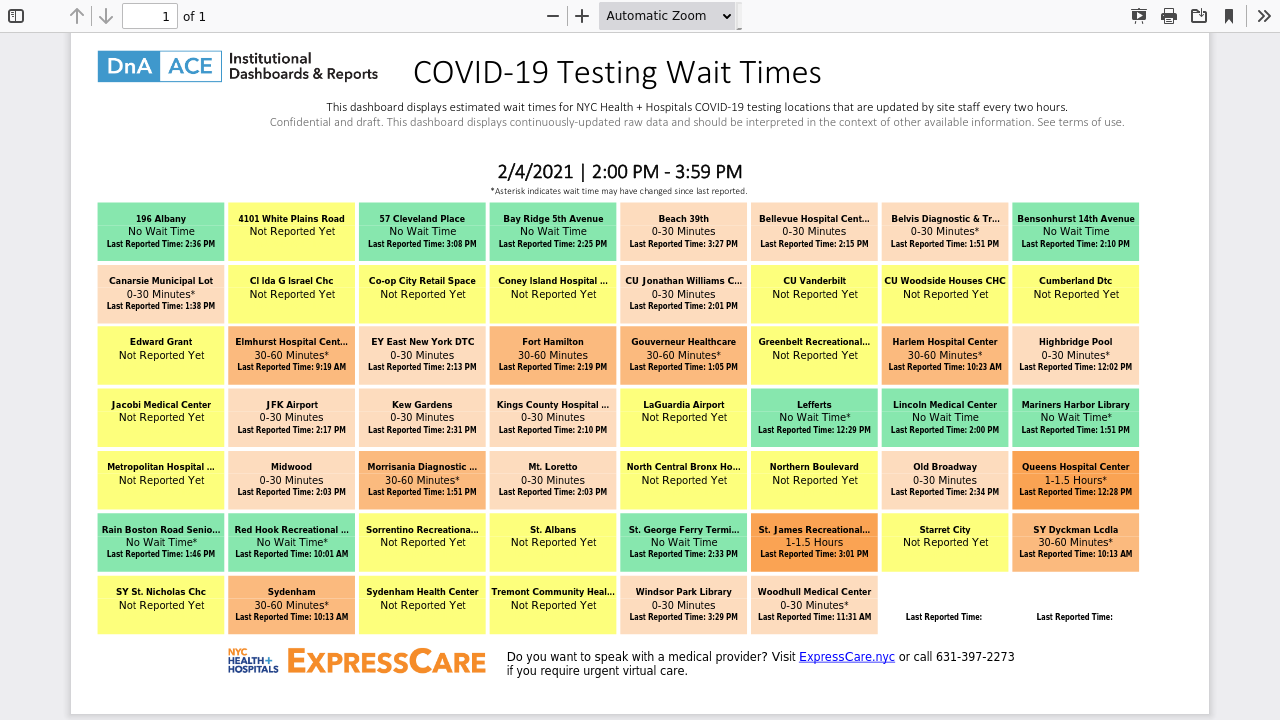 1 of 1 Automatic Zoom
DnA ACE Institutional
Dashboards & Reports
COVID-19 Testing Wait Times
This dashboard displays estimated wait times for NYC Health + Hospitals COVID-19 testing locations that are updated by site staff every two hours.
Confidential and draft. This dashboard displays continuously-updated raw data and should be interpreted in the context of other available information. See terms of use.
2/4/2021 | 2:00 PM - 3:59 PM
*Asterisk indicates wait time may have changed since last reported.
196 Albany
No Wait Time
Last Reported Time: 2:36 PM
4101 White Plains Road
Not Reported Yet
57 Cleveland Place
No Wait Time
Last Reported Time: 3:08 PM
Bay Ridge 5th Avenue
No Wait Time
Last Reported Time: 2:25 PM
Beach 39th
0-30 Minutes
Last Reported Time: 3:27 PM
Bellevue Hospital Cent...
0-30 Minutes
Last Reported Time: 2:15 PM
Belvis Diagnostic & Tr...
0-30 Minutes*
Last Reported Time: 1:51 PM
Bensonhurst 14th Avenue
No Wait Time
Last Reported Time: 2:10 PM
Canarsie Municipal Lot
0-30 Minutes*
Last Reported Time: 1:38 PM
CI Ida G Israel Chc
Not Reported Yet
Co-op City Retail Space
Not Reported Yet
Coney Island Hospital ...
Not Reported Yet
CU Jonathan Williams C...
0-30 Minutes
Last Reported Time: 2:01 PM
CU Vanderbilt
Not Reported Yet
CU Woodside Houses CHC
Not Reported Yet
Cumberland Dtc
Not Reported Yet
Edward Grant
Not Reported Yet
Elmhurst Hospital Cent...
30-60 Minutes*
Last Reported Time: 9:19 AM
EY East New York DTC
0-30 Minutes
Last Reported Time: 2:13 PM
Fort Hamilton
30-60 Minutes
Last Reported Time: 2:19 PM
Gouverneur Healthcare
30-60 Minutes*
Last Reported Time: 1:05 PM
Greenbelt Recreational...
Not Reported Yet
Harlem Hospital Center
30-60 Minutes*
Last Reported Time: 10:23 AM
Highbridge Pool
0-30 Minutes*
Last Reported Time: 12:02 PM
Jacobi Medical Center
Not Reported Yet
JFK Airport
0-30 Minutes
Last Reported Time: 2:17 PM
Kew Gardens
0-30 Minutes
Last Reported Time: 2:31 PM
Kings County Hospital ...
0-30 Minutes
Last Reported Time: 2:10 PM
LaGuardia Airport
Not Reported Yet
Lefferts
No Wait Time*
Last Reported Time: 12:29 PM
Lincoln Medical Center
No Wait Time
Last Reported Time: 2:00 PM
Mariners Harbor Library
No Wait Time*
Last Reported Time: 1:51 PM
Metropolitan Hospital ...
Not Reported Yet
Midwood
0-30 Minutes
Last Reported Time: 2:03 PM
Morrisania Diagnostic ...
30-60 Minutes*
Last Reported Time: 1:51 PM
Mt. Loretto
0-30 Minutes
Last Reported Time: 2:03 PM
North Central Bronx Ho...
Not Reported Yet
Northern Boulevard
Not Reported Yet
Old Broadway
0-30 Minutes
Last Reported Time: 2:34 PM
Queens Hospital Center
1-1.5 Hours*
Last Reported Time: 12:28 PM
Rain Boston Road Senio...
No Wait Time*
Last Reported Time: 1:46 PM
Red Hook Recreational ...
No Wait Time*
Last Reported Time: 10:01 AM
Sorrentino Recreationa...
Not Reported Yet
St. Albans
Not Reported Yet
St. George Ferry Termi...
No Wait Time
Last Reported Time: 2:33 PM
St. James Recreational...
1-1.5 Hours
Last Reported Time: 3:01 PM
Starret City
Not Reported Yet
SY Dyckman Lcdla
30-60 Minutes*
Last Reported Time: 10:13 AM
SY St. Nicholas Chc
Not Reported Yet
Sydenham
30-60 Minutes*
Last Reported Time: 10:13 AM
Sydenham Health Center
Not Reported Yet
Tremont Community Heal...
Not Reported Yet
Windsor Park Library
0-30 Minutes
Last Reported Time: 3:29 PM
Woodhull Medical Center
0-30 Minutes*
Last Reported Time: 11:31 AM
Last Reported Time:
Last Reported Time:
NYC
HEALTH+
HOSPITALS
EXPRESSCARE
Do you want to speak with a medical provider? Visit ExpressCare.nyc or call 631-397-2273
if you require urgent virtual care.